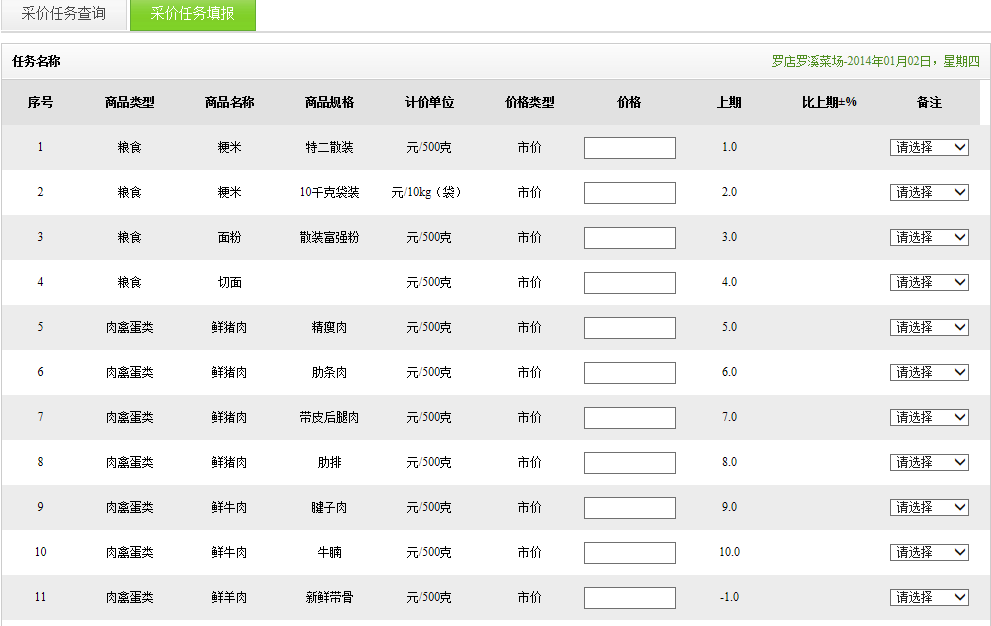 采价任务查询 采价任务填报
任务名称 罗店罗溪菜场-2014年01月02日，星期四
序号 商品类型 商品名称 商品规格 计价单位 价格类型 价格 上期 比上期±% 备注
1 粮食 粳米 特二散装 元/500克 市价 1.0 请选择
2 粮食 粳米 10千克袋装 元/10kg（袋） 市价 2.0 请选择
3 粮食 面粉 散装富强粉 元/500克 市价 3.0 请选择
4 粮食 切面 元/500克 市价 4.0 请选择
5 肉禽蛋类 鲜猪肉 精瘦肉 元/500克 市价 5.0 请选择
6 肉禽蛋类 鲜猪肉 肋条肉 元/500克 市价 6.0 请选择
7 肉禽蛋类 鲜猪肉 带皮后腿肉 元/500克 市价 7.0 请选择
8 肉禽蛋类 鲜猪肉 肋排 元/500克 市价 8.0 请选择
9 肉禽蛋类 鲜牛肉 腱子肉 元/500克 市价 9.0 请选择
10 肉禽蛋类 鲜牛肉 牛腩 元/500克 市价 10.0 请选择
11 肉禽蛋类 鲜羊肉 新鲜带骨 元/500克 市价 -1.0 请选择